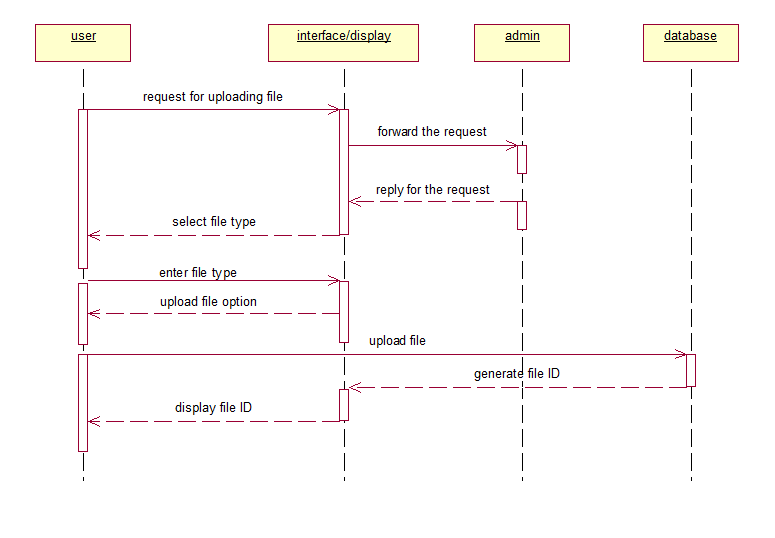 user
interface/display
admin
database
request for uploading file
forward the request
reply for the request
select file type
enter file type
upload file option
upload file
generate file ID
display file ID